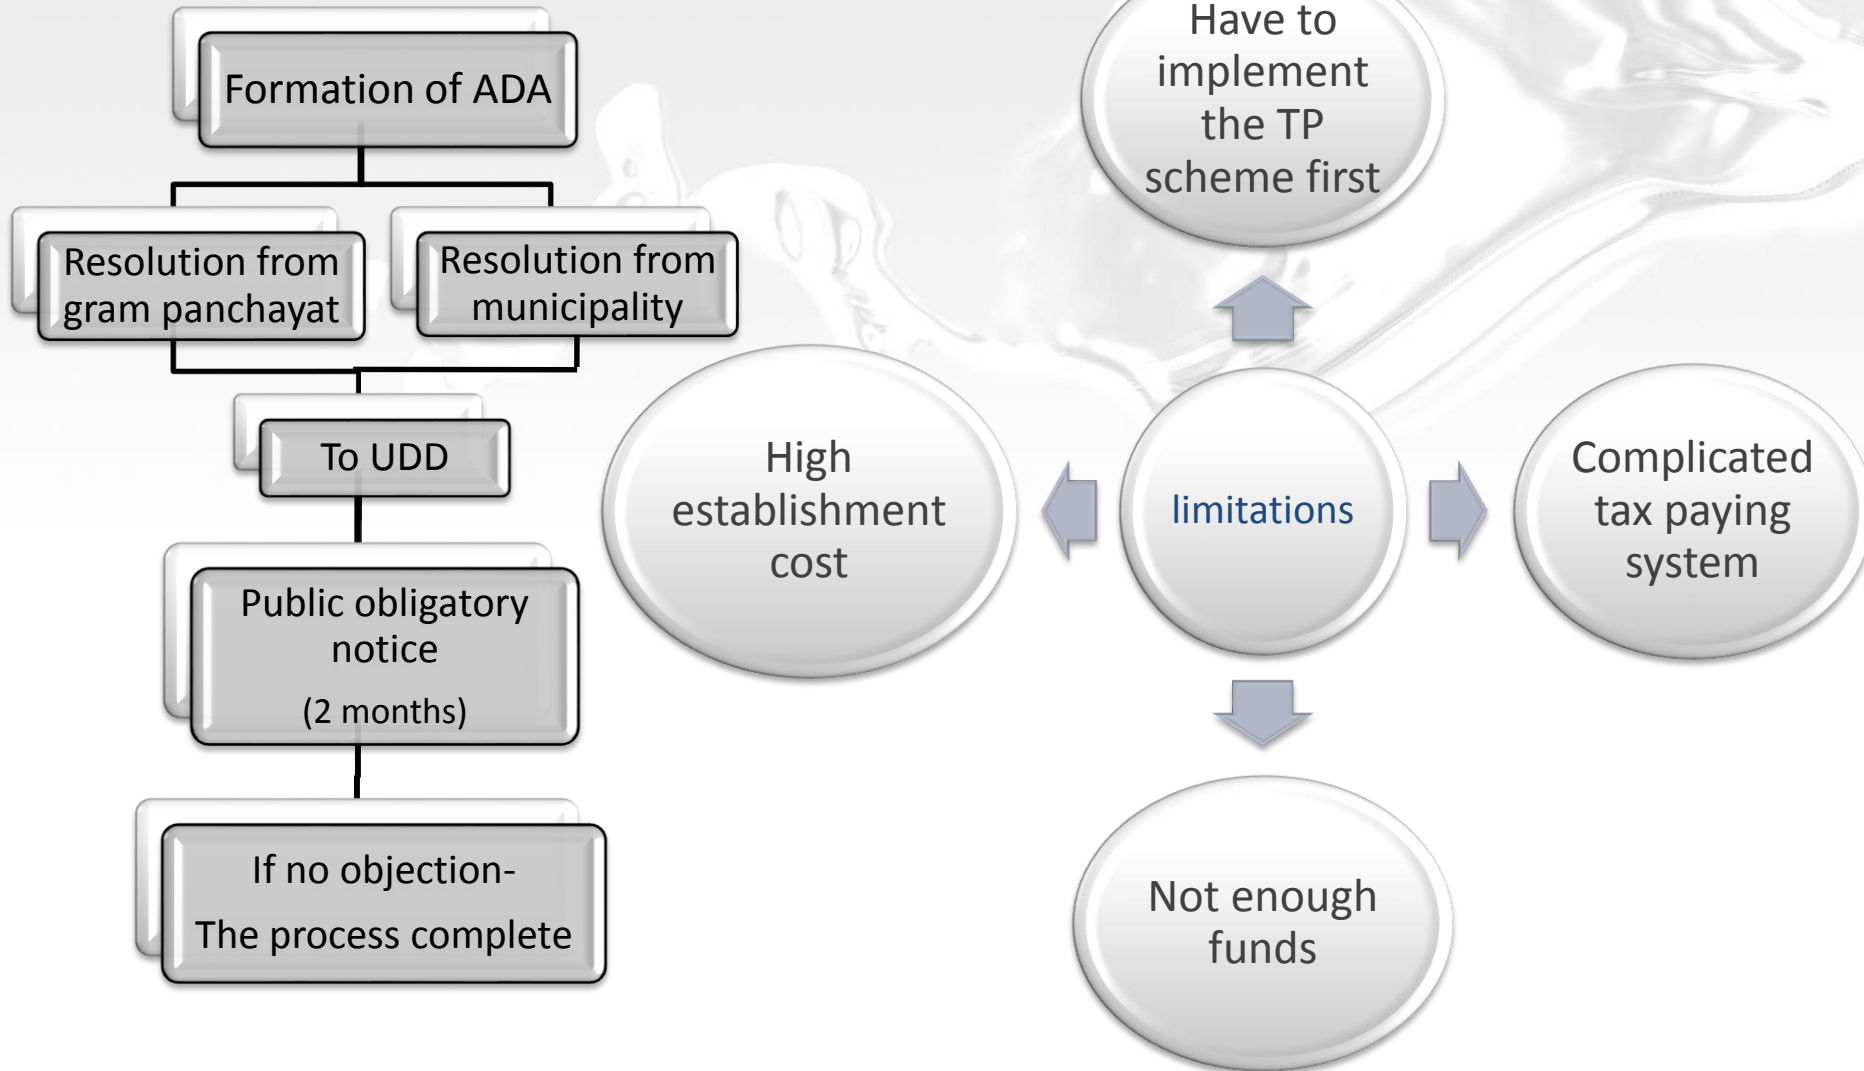 Formation of ADA
Resolution from
gram panchayat
Resolution from
municipality
To UDD
Public obligatory
notice
(2 months)
If no objection-
The process complete
Have to
implement
the TP
scheme first
High
establishment
cost
limitations
Complicated
tax paying
system
Not enough
funds